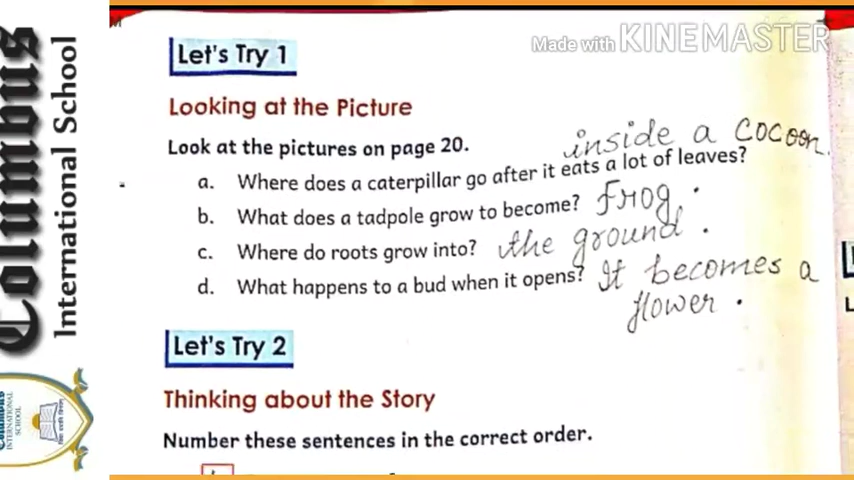 M
Made with KINEMASTER
Let's Try 1
Looking at the Picture
Look at the pictures on page 20.
inside a cocoon.
a. Where does a caterpillar go after it eats a lot of leaves?
b. What does a tadpole grow to become? frog.
c. Where do roots grow into? the ground.
d. What happens to a bud when it opens? It becomes a
flower.
Let's Try 2
Thinking about the Story
Number these sentences in the correct order.
Columbus
International School
Columbus
INTERNATIONAL
SCHOOL